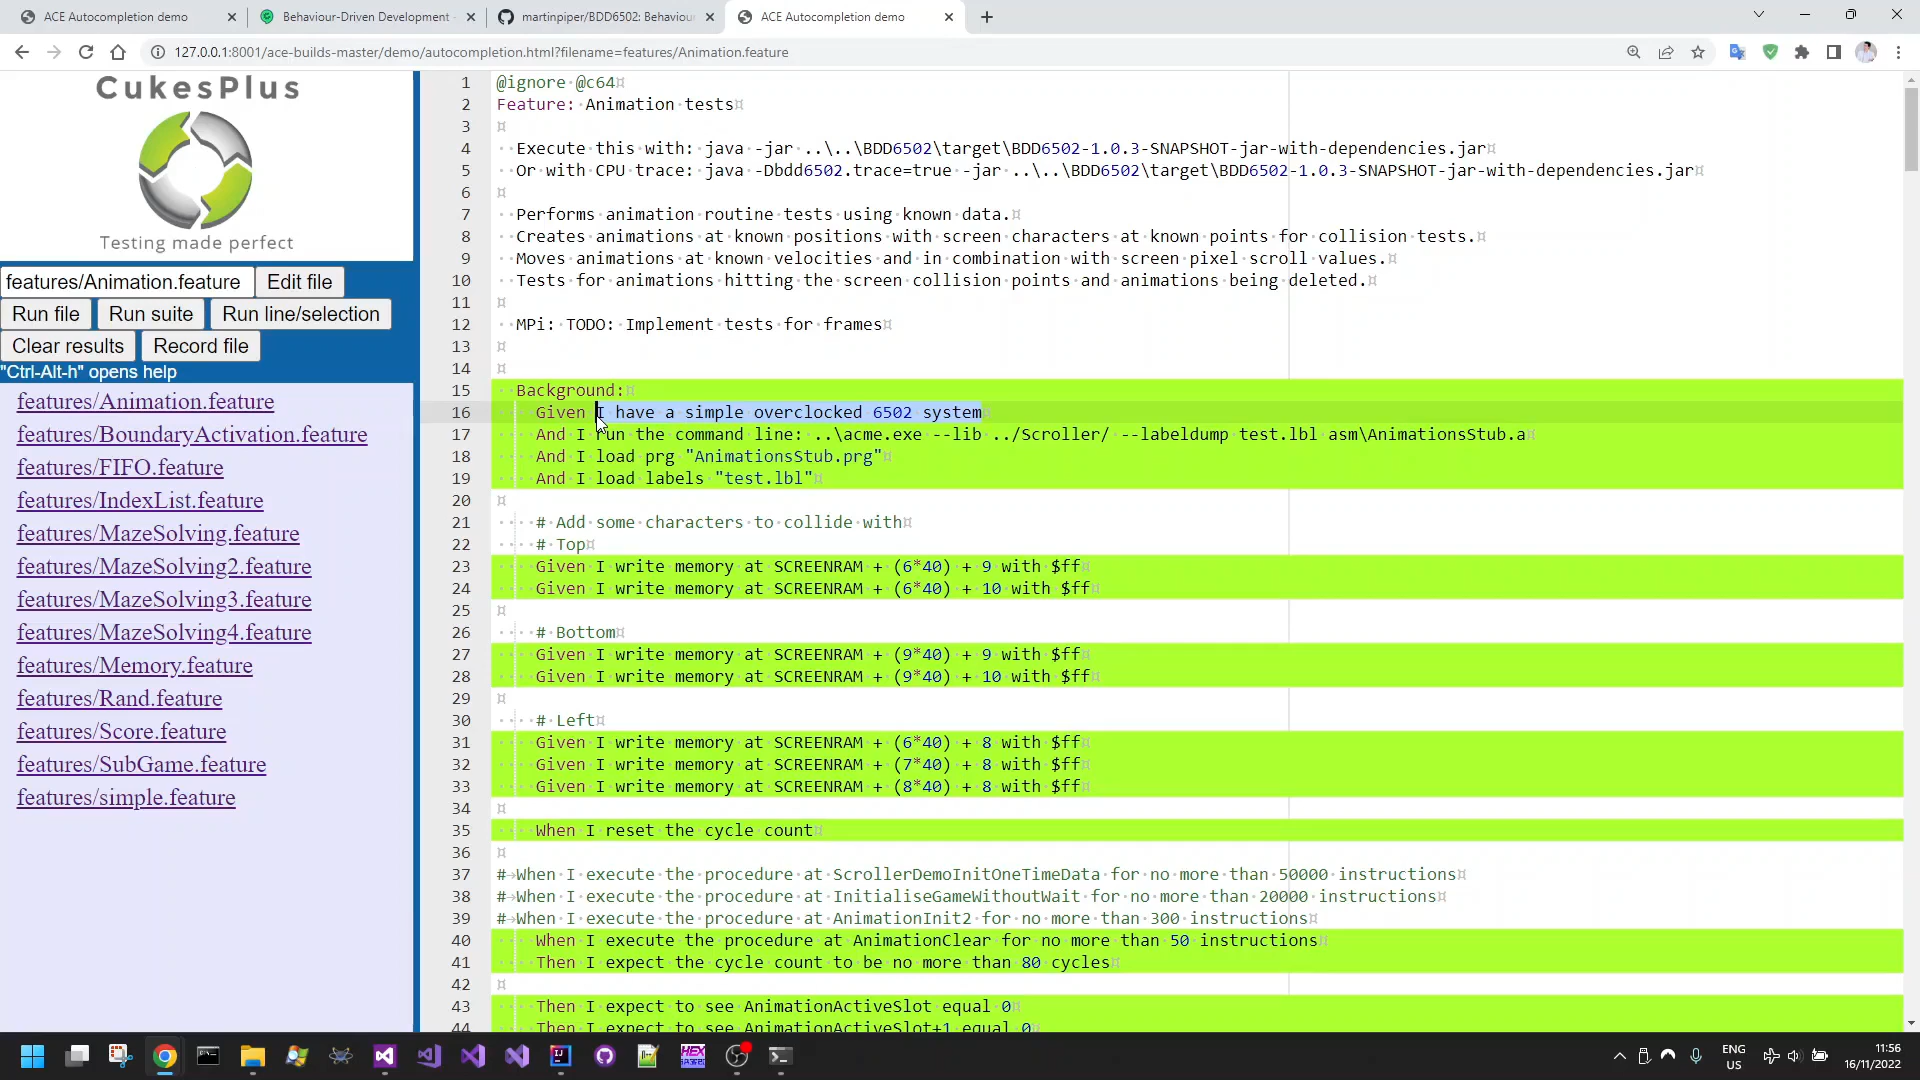 ACE Autocompletion demo
Behaviour-Driven Development -
martinpiper/BDD6502: Behaviour
ACE Autocompletion demo
127.0.0.1:8001/ace-builds-master/demo/autocompletion.html?filename=features/Animation.feature
CukesPlus
Testing made perfect
features/Animation.feature Edit file
Run file Run suite Run line/selection
Clear results Record file
"Ctrl-Alt-h" opens help
features/Animation.feature
features/BoundaryActivation.feature
features/FIFO.feature
features/IndexList.feature
features/MazeSolving.feature
features/MazeSolving2.feature
features/MazeSolving3.feature
features/MazeSolving4.feature
features/Memory.feature
features/Rand.feature
features/Score.feature
features/SubGame.feature
features/simple.feature
1 @ignore @c64
2 Feature: Animation tests
3
4 Execute this with: java -jar ..\..\BDD6502\target\BDD6502-1.0.3-SNAPSHOT-jar-with-dependencies.jar
5 Or with CPU trace: java -Dbdd6502.trace=true -jar ..\..\BDD6502\target\BDD6502-1.0.3-SNAPSHOT-jar-with-dependencies.jar
6
7 Performs animation routine tests using known data.
8 Creates animations at known positions with screen characters at known points for collision tests.
9 Moves animations at known velocities and in combination with screen pixel scroll values.
10 Tests for animations hitting the screen collision points and animations being deleted.
11
12 MPi: TODO: Implement tests for frames
13
14
15 Background:
16 Given I have a simple overclocked 6502 system
17 And I run the command line: ..\acme.exe --lib ../Scroller/ --labeldump test.lbl asm\AnimationsStub.a
18 And I load prg "AnimationsStub.prg"
19 And I load labels "test.lbl"
20
21 # Add some characters to collide with
22 # Top
23 Given I write memory at SCREENRAM + (6*40) + 9 with $ff
24 Given I write memory at SCREENRAM + (6*40) + 10 with $ff
25
26 # Bottom
27 Given I write memory at SCREENRAM + (9*40) + 9 with $ff
28 Given I write memory at SCREENRAM + (9*40) + 10 with $ff
29
30 # Left
31 Given I write memory at SCREENRAM + (6*40) + 8 with $ff
32 Given I write memory at SCREENRAM + (7*40) + 8 with $ff
33 Given I write memory at SCREENRAM + (8*40) + 8 with $ff
34
35 When I reset the cycle count
36
37 # When I execute the procedure at ScrollerDemoInitOneTimeData for no more than 50000 instructions
38 # When I execute the procedure at InitialiseGameWithoutWait for no more than 20000 instructions
39 # When I execute the procedure at AnimationInit2 for no more than 300 instructions
40 When I execute the procedure at AnimationClear for no more than 50 instructions
41 Then I expect the cycle count to be no more than 80 cycles
42
43 Then I expect to see AnimationActiveSlot equal 0
44 Then I expect to see AnimationActiveSlot+1 equal 0
HEX
ENG
US
11:56
16/11/2022